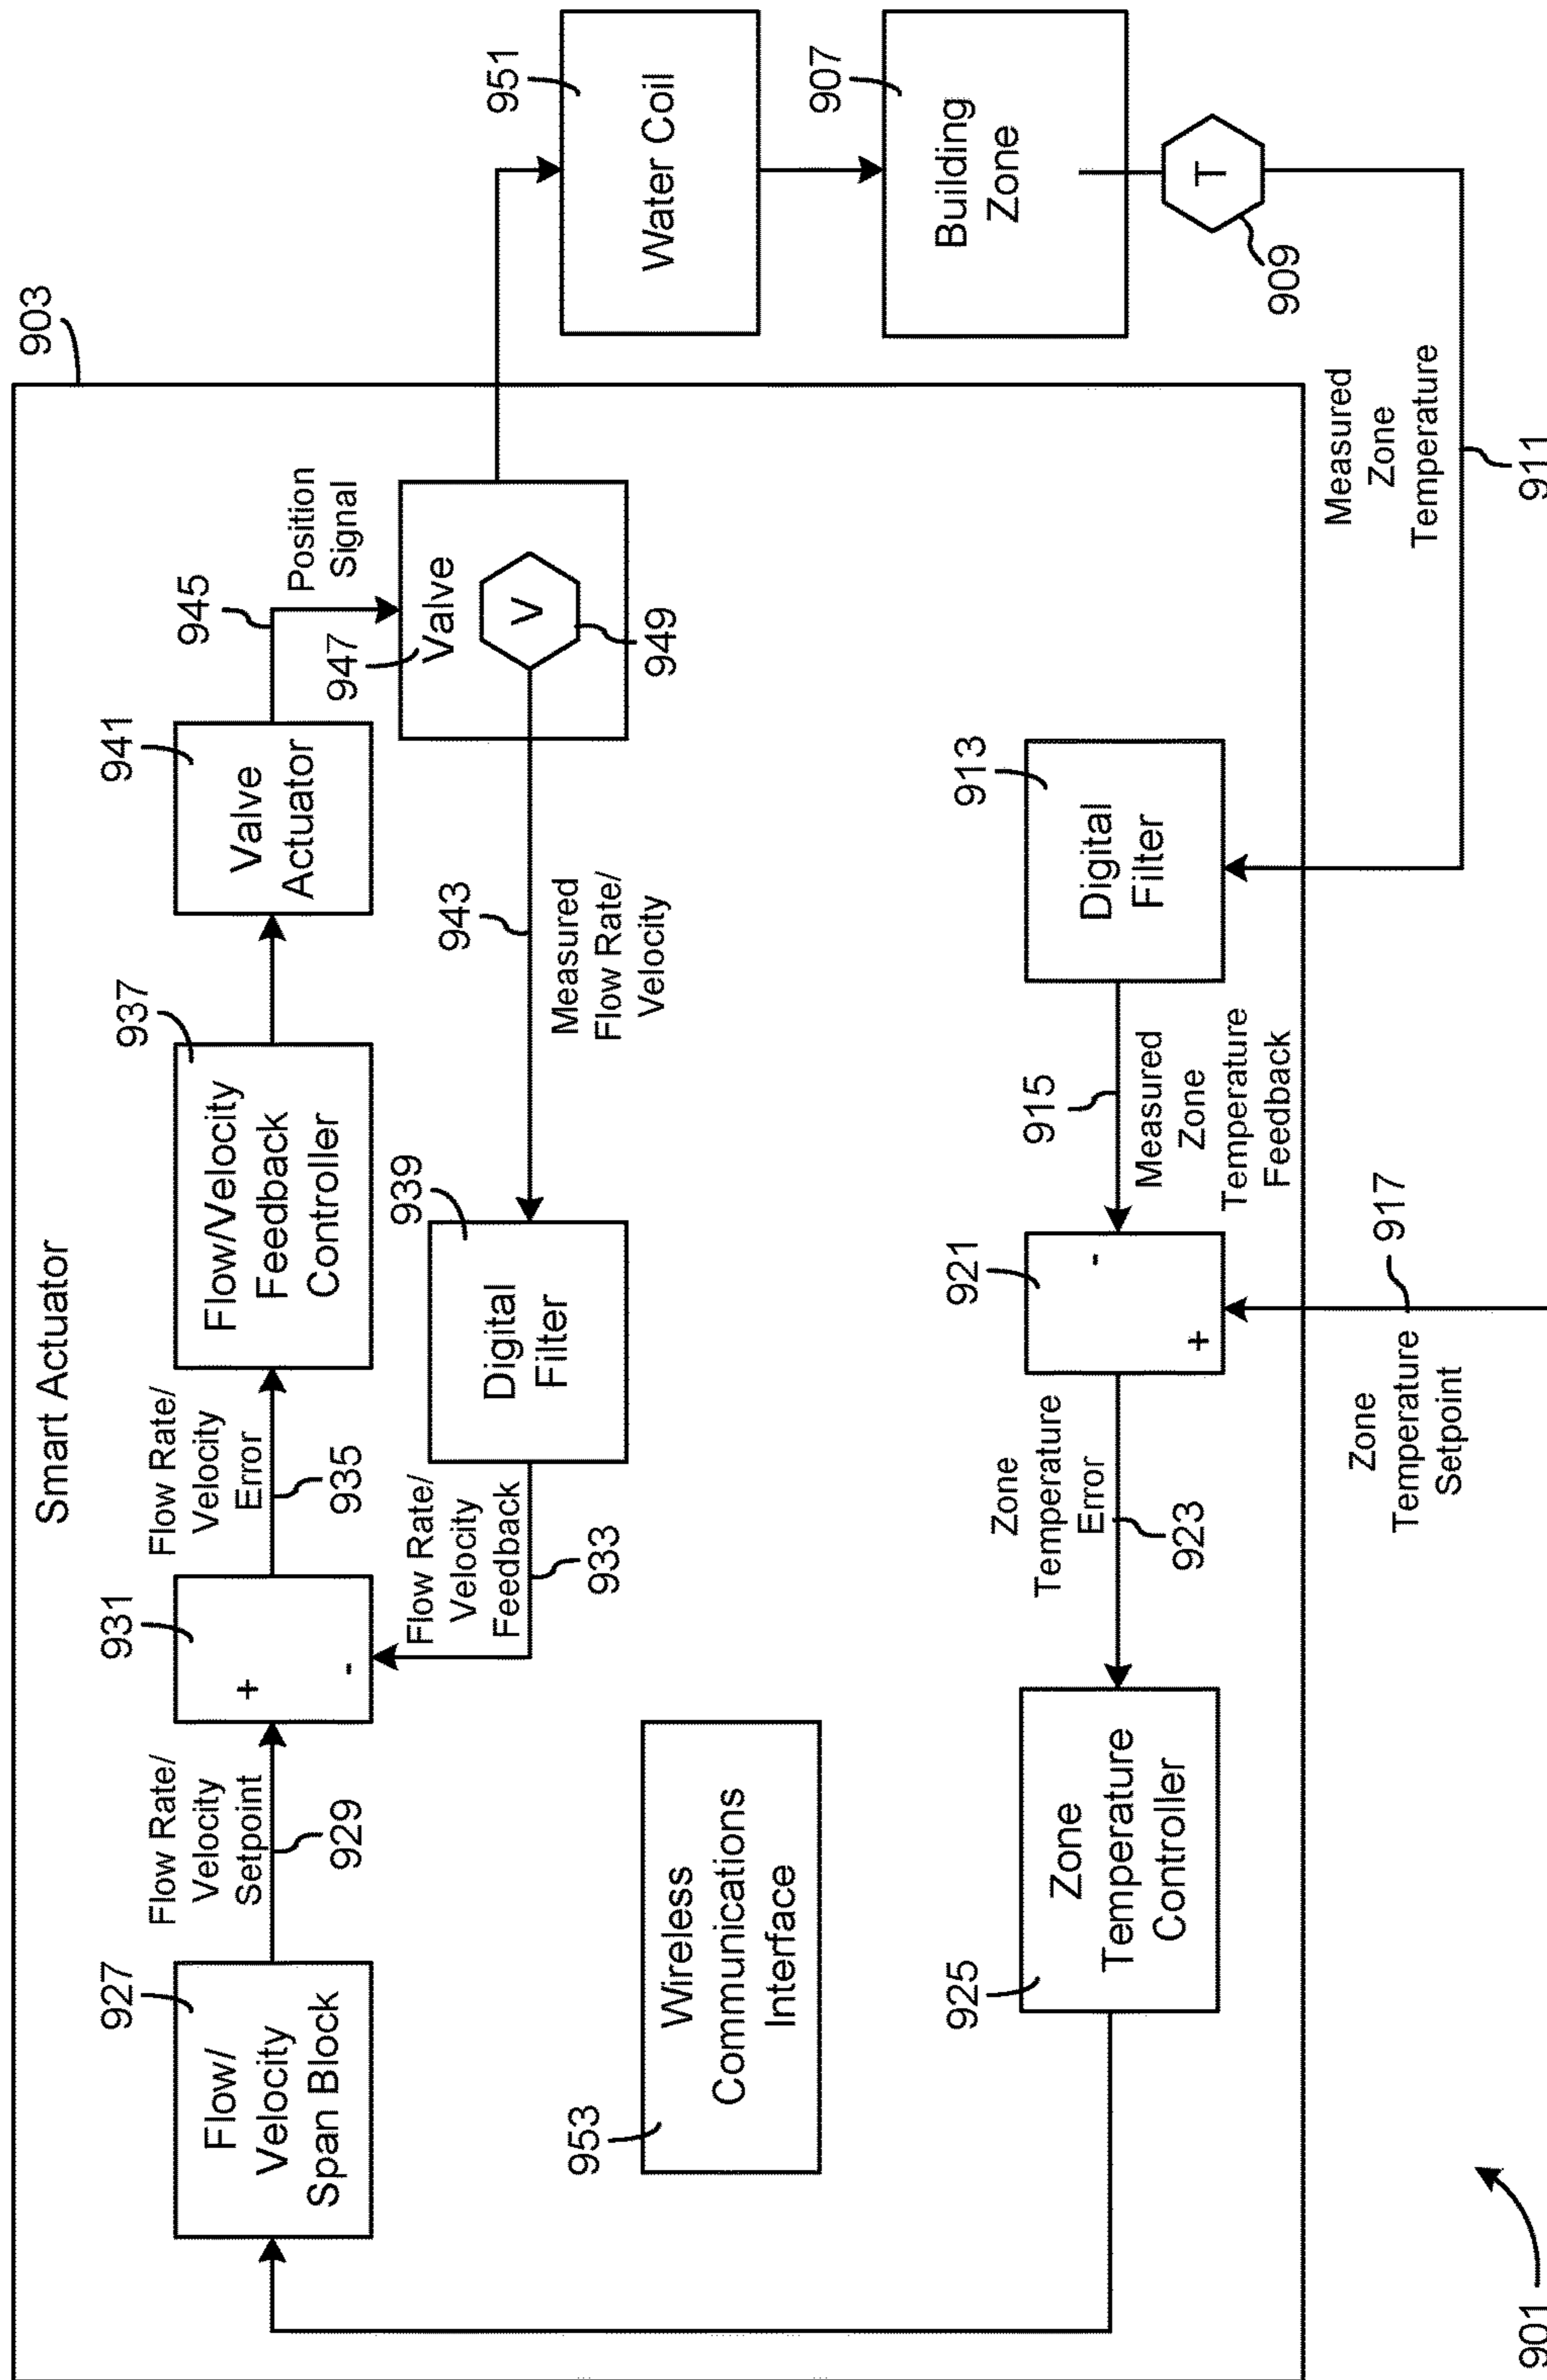 Smart Actuator
903
927
Flow/
Velocity
Span Block
Flow Rate/
Velocity
Setpoint
929
931
+
-
Flow Rate/
Velocity
Error
935
937
Flow/Velocity
Feedback
Controller
941
Valve
Actuator
945
Position
Signal
947
Valve
V
949
943
Measured
Flow Rate/
Velocity
939
Digital
Filter
Flow Rate/
Velocity
Feedback
933
951
Water Coil
907
Building
Zone
T
909
Measured
Zone
Temperature
911
953
Wireless
Communications
Interface
913
Digital
Filter
915
Measured
Zone
Temperature
Feedback
921
-
+
Zone
Temperature
Setpoint
917
Zone
Temperature
Error
923
925
Zone
Temperature
Controller
901